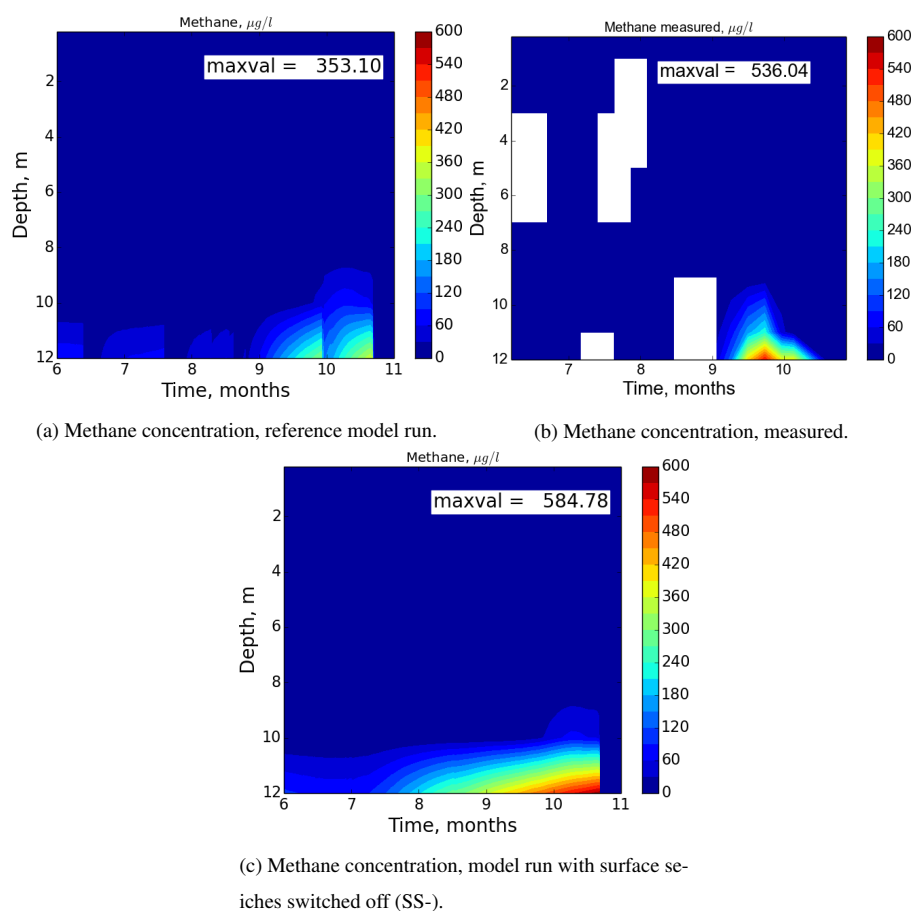 Methane, μg/l
maxval = 353.10
Depth, m
2
4
6
8
10
12
6 7 8 9 10 11
Time, months
600
540
480
420
360
300
240
180
120
60
0
(a) Methane concentration, reference model run.
Methane measured, μg/l
maxval = 536.04
Depth, m
2
4
6
8
10
12
7 8 9 10
Time, months
600
540
480
420
360
300
240
180
120
60
0
(b) Methane concentration, measured.
Methane, μg/l
maxval = 584.78
Depth, m
2
4
6
8
10
12
6 7 8 9 10 11
Time, months
600
540
480
420
360
300
240
180
120
60
0
(c) Methane concentration, model run with surface se-
iches switched off (SS-).